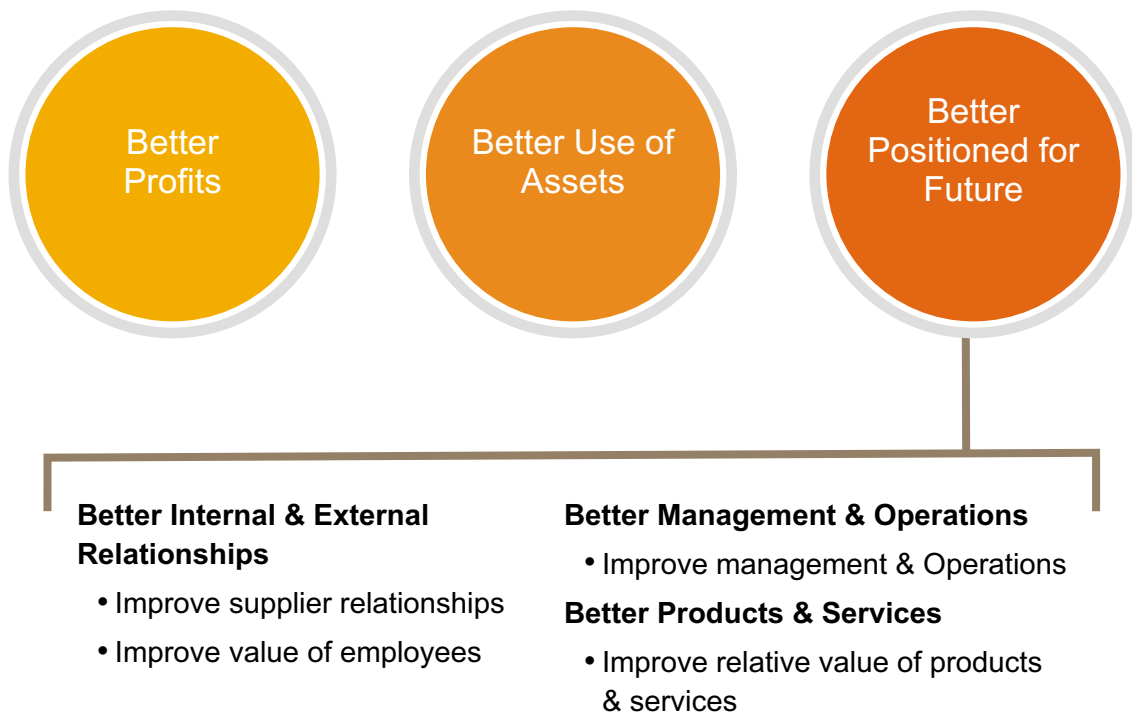 Better
Profits
Better Use of
Assets
Better
Positioned for
Future
Better Internal & External
Relationships
• Improve supplier relationships
• Improve value of employees
Better Management & Operations
• Improve management & Operations
Better Products & Services
• Improve relative value of products
& services